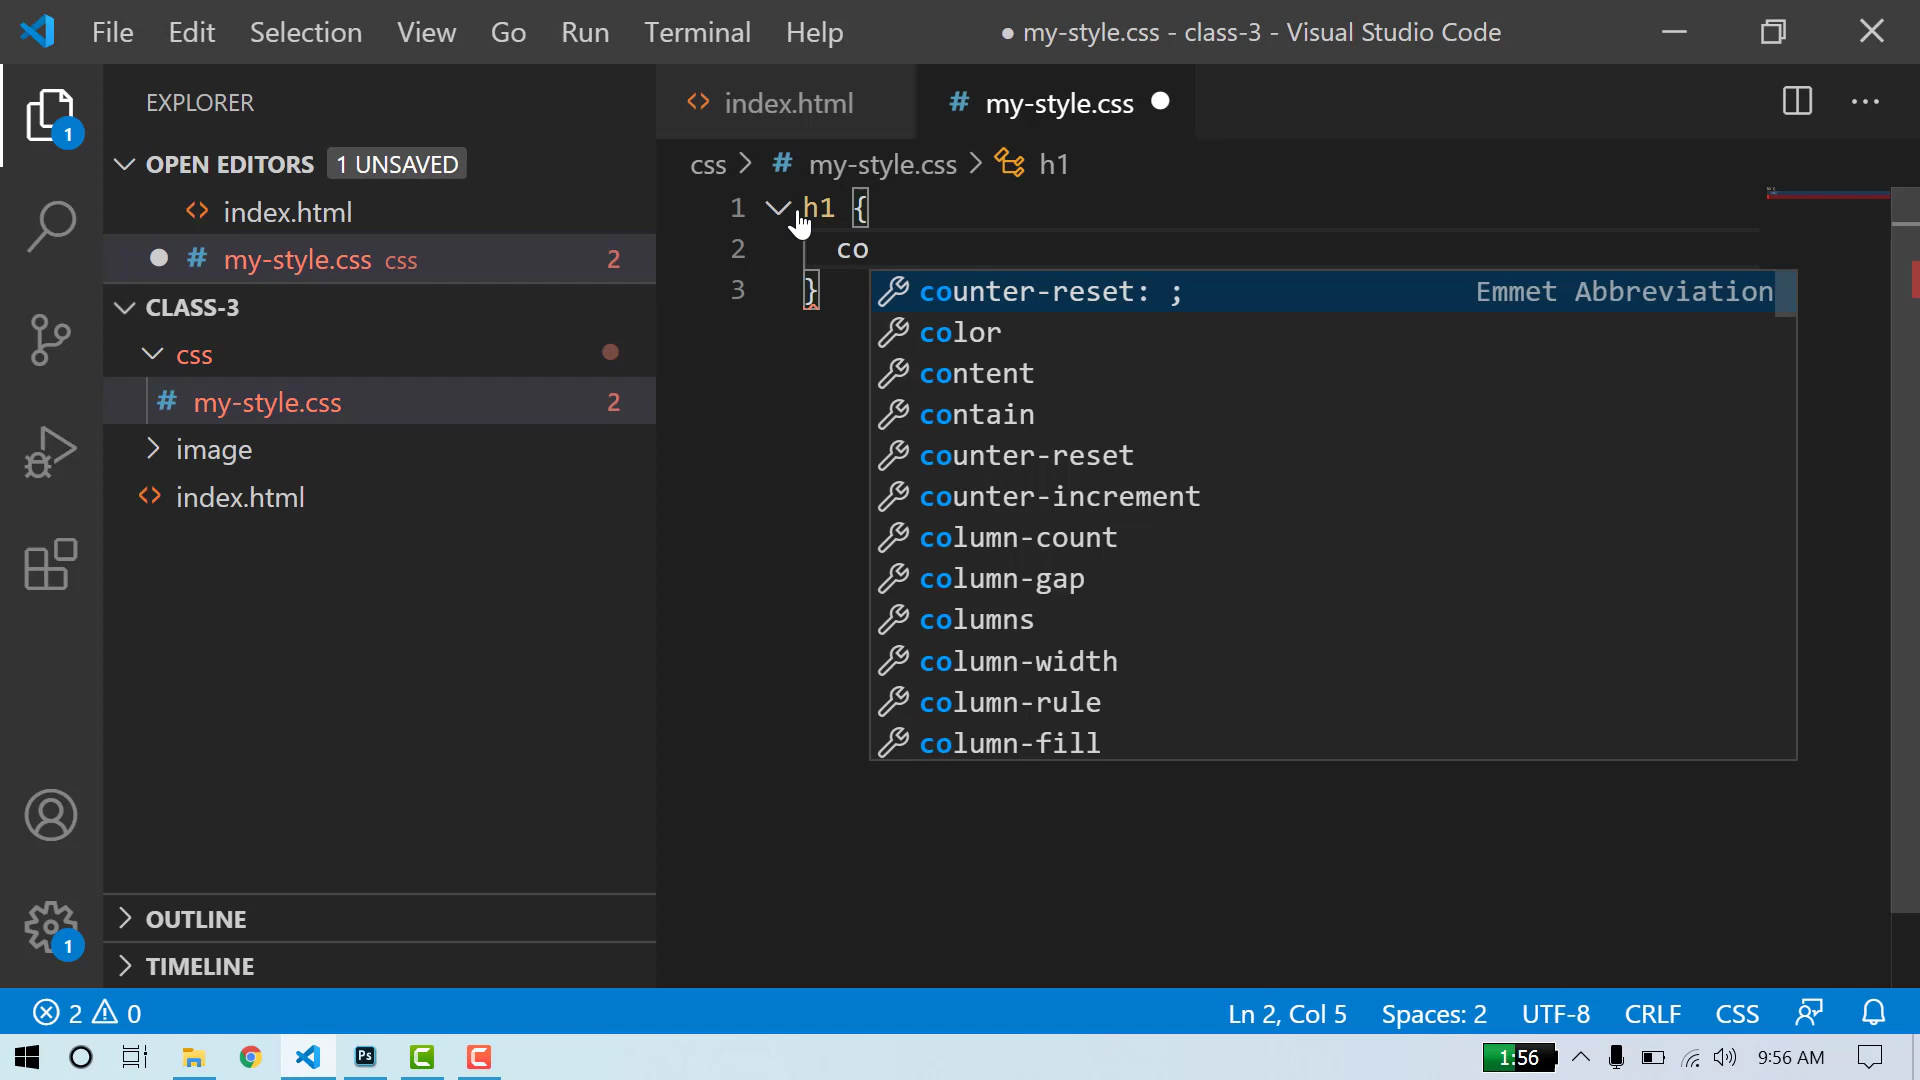 File Edit Selection View Go Run Terminal Help ● my-style.css - class-3 - Visual Studio Code
EXPLORER
1
OPEN EDITORS 1 UNSAVED
index.html
my-style.css css 2
CLASS-3
css
my-style.css 2
image
index.html
OUTLINE
1
TIMELINE
index.html # my-style.css
css > # my-style.css > h1
1 h1 {
2 co
3 }
counter-reset: ; Emmet Abbreviation
color
content
contain
counter-reset
counter-increment
column-count
column-gap
columns
column-width
column-rule
column-fill
2 0 Ln 2, Col 5 Spaces: 2 UTF-8 CRLF CSS
Ps C C 1:56 9:56 AM